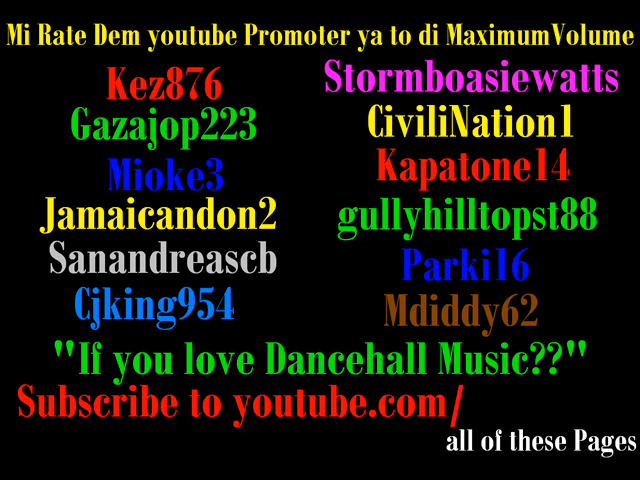 Mi Rate Dem youtube Promoter ya to di MaximumVolume
Kez876
Stormboasiewatts
Gazajop223
CiviliNation1
Mioke3
Kapatone14
Jamaicandon2
gullyhilltopst88
Sanandreascb
Parki16
Cjking954
Mdiddy62
"If you love Dancehall Music??"
Subscribe to youtube.com/
all of these Pages